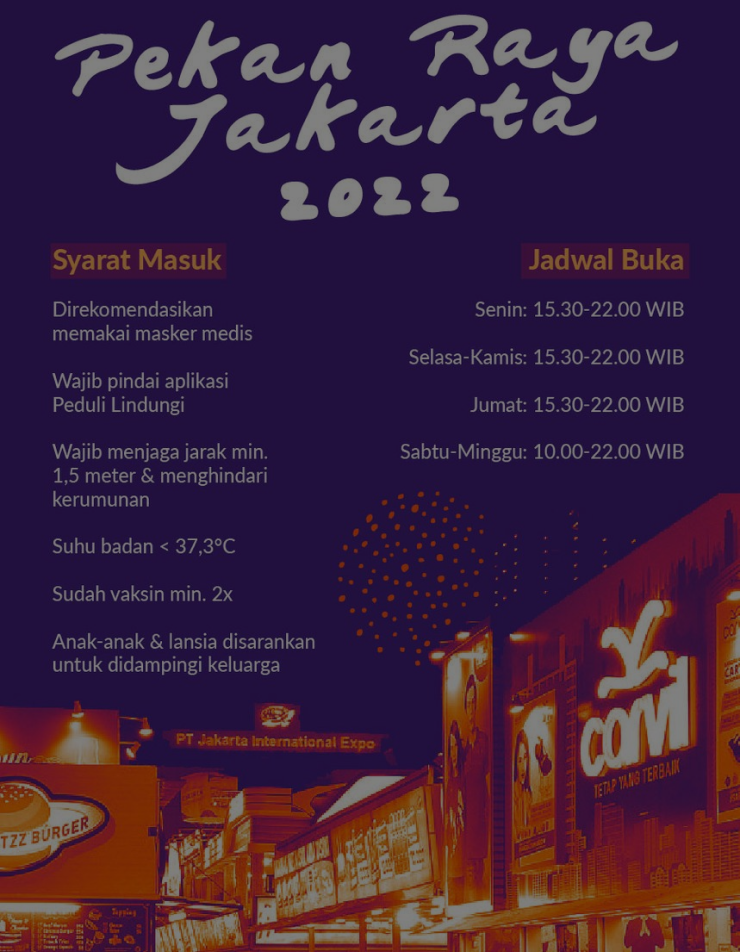 Pekan Raya
Jakarta
2022
Syarat Masuk
Direkomendasikan
memakai masker medis
Wajib pindai aplikasi
Peduli Lindungi
Wajib menjaga jarak min.
1,5 meter & menghindari
kerumunan
Suhu badan < 37,3°C
Sudah vaksin min. 2x
Anak-anak & lansia disarankan
untuk didampingi keluarga
Jadwal Buka
Senin: 15.30-22.00 WIB
Selasa-Kamis: 15.30-22.00 WIB
Jumat: 15.30-22.00 WIB
Sabtu-Minggu: 10.00-22.00 WIB
PT Jakarta International Expo
corvil
TETAP YANG TERBAIK
TZZ BURGER
Topping